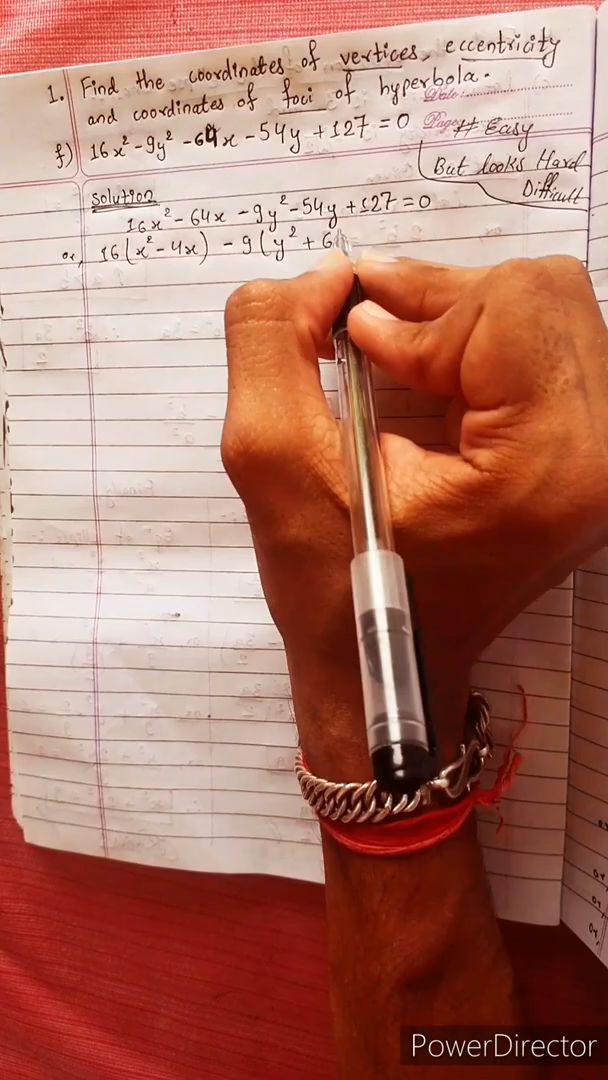 1. Find the coordinates of vertices, eccentricity
and coordinates of foci of hyperbola.
Date:
f) 16x² - 9y² - 64x - 54y + 127 = 0
Page:
# Easy
But looks Hard
Difficult
Solution
16x² - 64x - 9y² - 54y + 127 = 0
or, 16(x² - 4x) - 9(y² + 6
PowerDirector